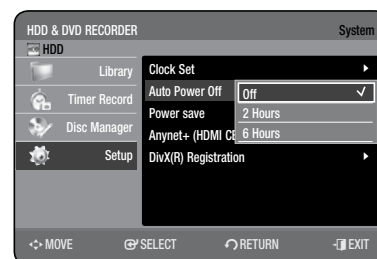 HDD & DVD RECORDER System
HDD
Library
Timer Record
Disc Manager
Setup
Clock Set
Auto Power Off
Power save
Anynet+ (HDMI CE
DivX(R) Registration
Off
2 Hours
6 Hours
MOVE SELECT RETURN EXIT